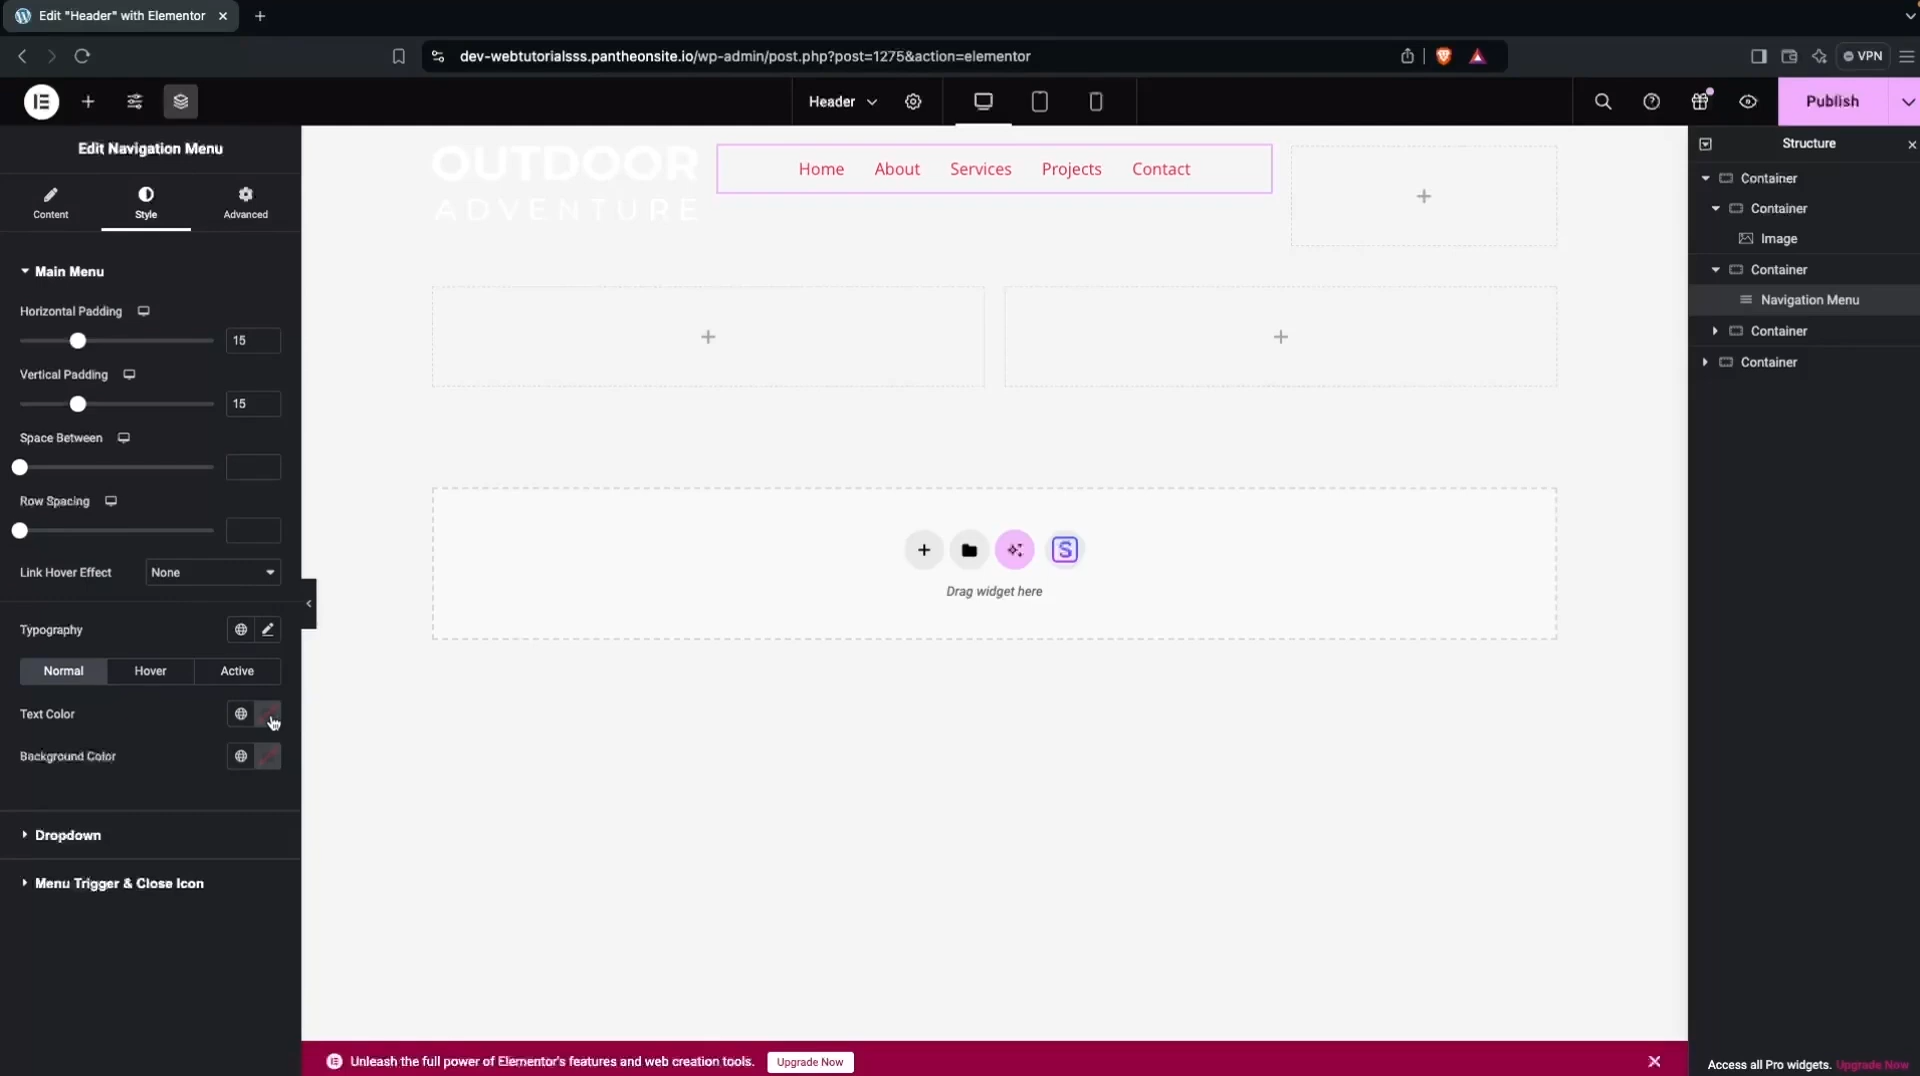 Edit "Header" with Elementor
dev-webtutorialsss.pantheonsite.io/wp-admin/post.php?post=1275&action=elementor
VPN
Header
Publish
Edit Navigation Menu
Content
Style
Advanced
Main Menu
Horizontal Padding
15
Vertical Padding
15
Space Between
Row Spacing
Link Hover Effect
None
Typography
Normal
Hover
Active
Text Color
Background Color
Dropdown
Menu Trigger & Close Icon
OUTDOOR
ADVENTURE
Home
About
Services
Projects
Contact
Drag widget here
Unleash the full power of Elementor's features and web creation tools.
Upgrade Now
Structure
Container
Container
Image
Container
Navigation Menu
Container
Container
Access all Pro widgets. Upgrade Now